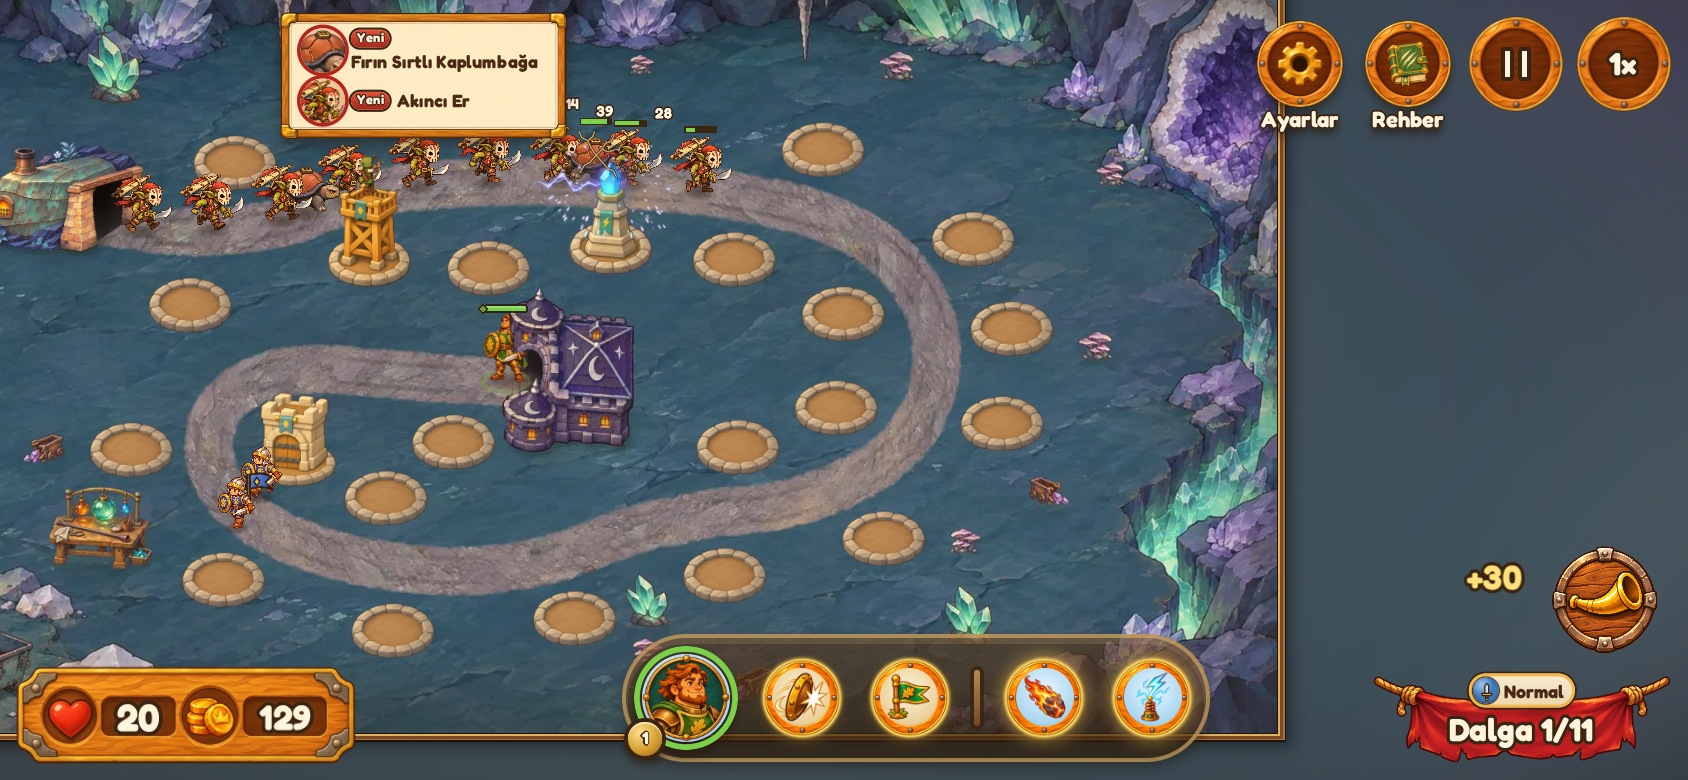 Yeni
Fırın Sırtlı Kaplumbağa
Yeni Akıncı Er
14
39
28
Ayarlar
Rehber
1x
+30
20
129
1
Normal
Dalga 1/11